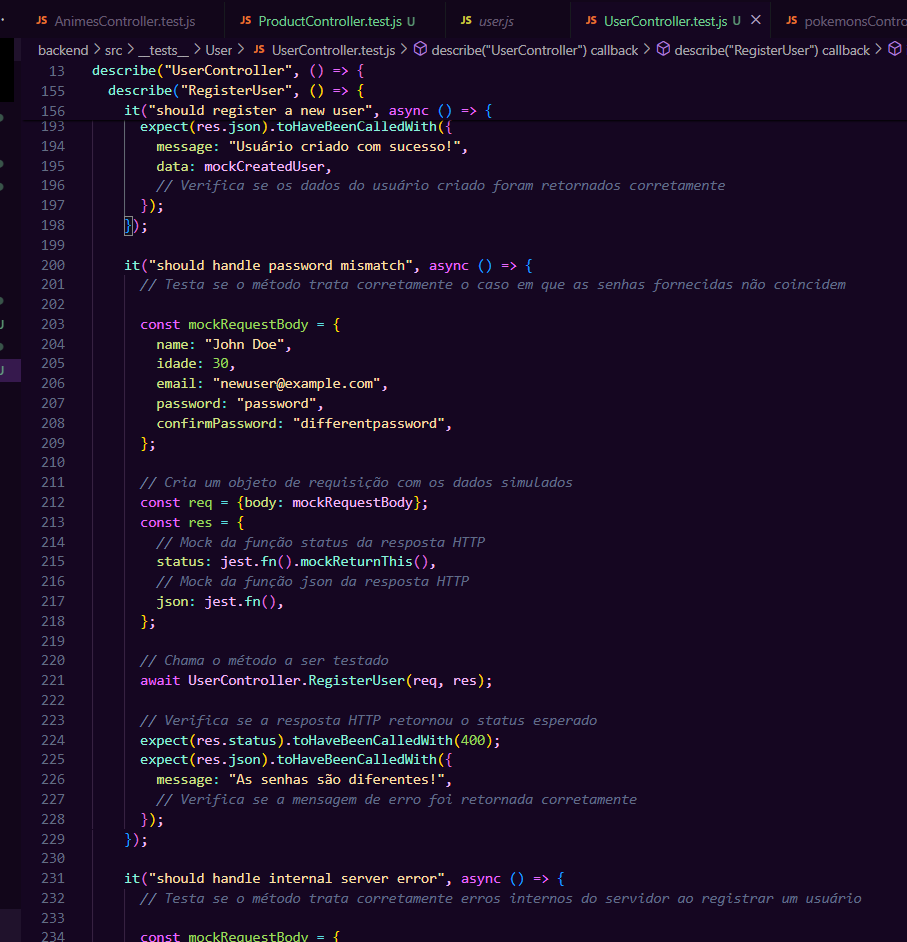 JS AnimesController.test.js JS ProductController.test.js U JS user.js JS UserController.test.js U JS pokemonsContro
backend > src > __tests__ > User > JS UserController.test.js > describe("UserController") callback > describe("RegisterUser") callback >
13 describe("UserController", () => {
155 describe("RegisterUser", () => {
156 it("should register a new user", async () => {
193 expect(res.json).toHaveBeenCalledWith({
194 message: "Usuário criado com sucesso!",
195 data: mockCreatedUser,
196 // Verifica se os dados do usuário criado foram retornados corretamente
197 });
198 });
199
200 it("should handle password mismatch", async () => {
201 // Testa se o método trata corretamente o caso em que as senhas fornecidas não coincidem
202
203 const mockRequestBody = {
204 name: "John Doe",
205 idade: 30,
206 email: "newuser@example.com",
207 password: "password",
208 confirmPassword: "differentpassword",
209 };
210
211 // Cria um objeto de requisição com os dados simulados
212 const req = {body: mockRequestBody};
213 const res = {
214 // Mock da função status da resposta HTTP
215 status: jest.fn().mockReturnThis(),
216 // Mock da função json da resposta HTTP
217 json: jest.fn(),
218 };
219
220 // Chama o método a ser testado
221 await UserController.RegisterUser(req, res);
222
223 // Verifica se a resposta HTTP retornou o status esperado
224 expect(res.status).toHaveBeenCalledWith(400);
225 expect(res.json).toHaveBeenCalledWith({
226 message: "As senhas são diferentes!",
227 // Verifica se a mensagem de erro foi retornada corretamente
228 });
229 });
230
231 it("should handle internal server error", async () => {
232 // Testa se o método trata corretamente erros internos do servidor ao registrar um usuário
233
234 const mockRequestBody = {